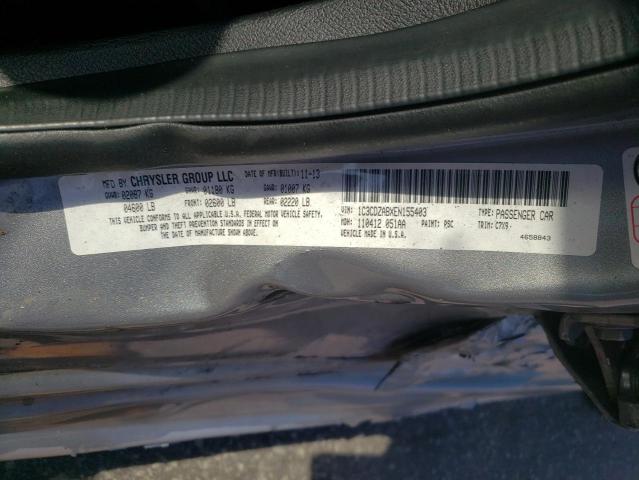 MFD BY CHRYSLER GROUP LLC DATE OF MFR(BUILT): 11-13
GVWR: 02087 KG GAWR: 01180 KG GAWR: 01007 KG
04600 LB FRONT: 02600 LB REAR: 02220 LB
THIS VEHICLE CONFORMS TO ALL APPLICABLE U.S.A. FEDERAL MOTOR VEHICLE SAFETY,
BUMPER AND THEFT PREVENTION STANDARDS IN EFFECT ON
THE DATE OF MANUFACTURE SHOWN ABOVE.
VIN: 1C3CDZABXEN155403 TYPE: PASSENGER CAR
MDH: 110412 051AA PAINT: PSC TRIM: C7X9
VEHICLE MADE IN U.S.A. 4658843